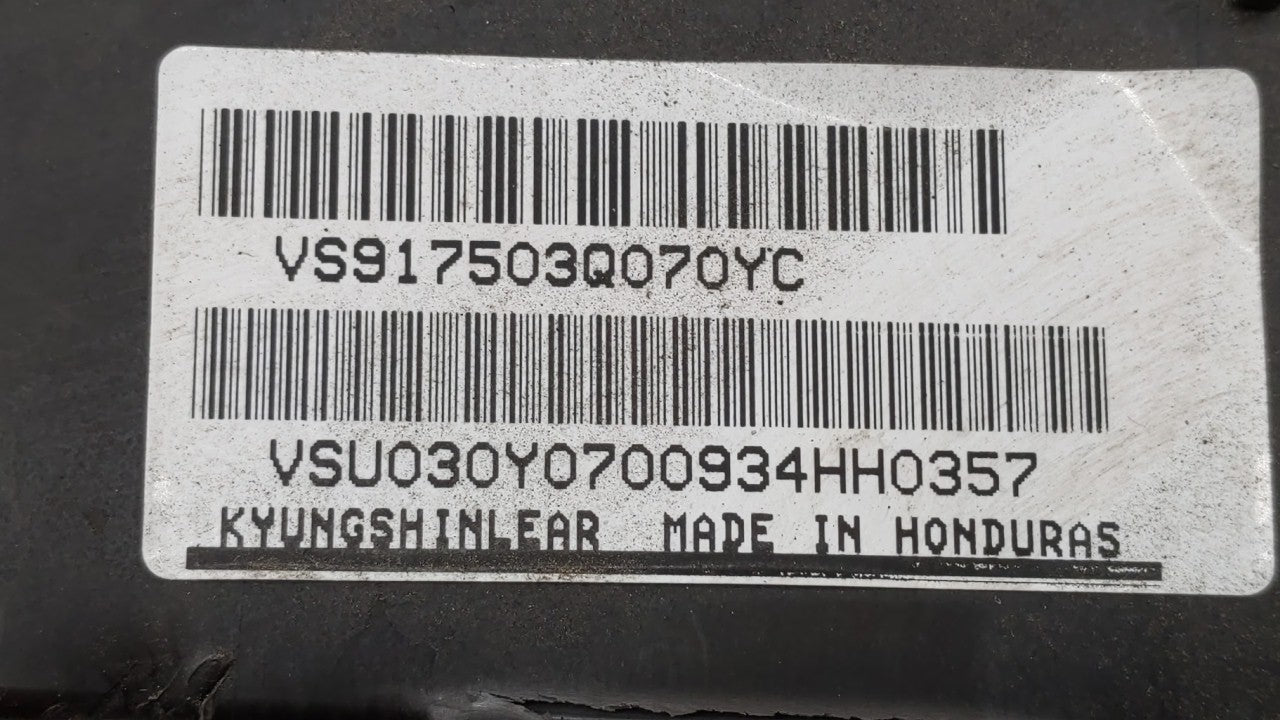 VS917503Q070YC
VSU030Y0700934HH0357
KYUNGSHINLEAR MADE IN HONDURAS